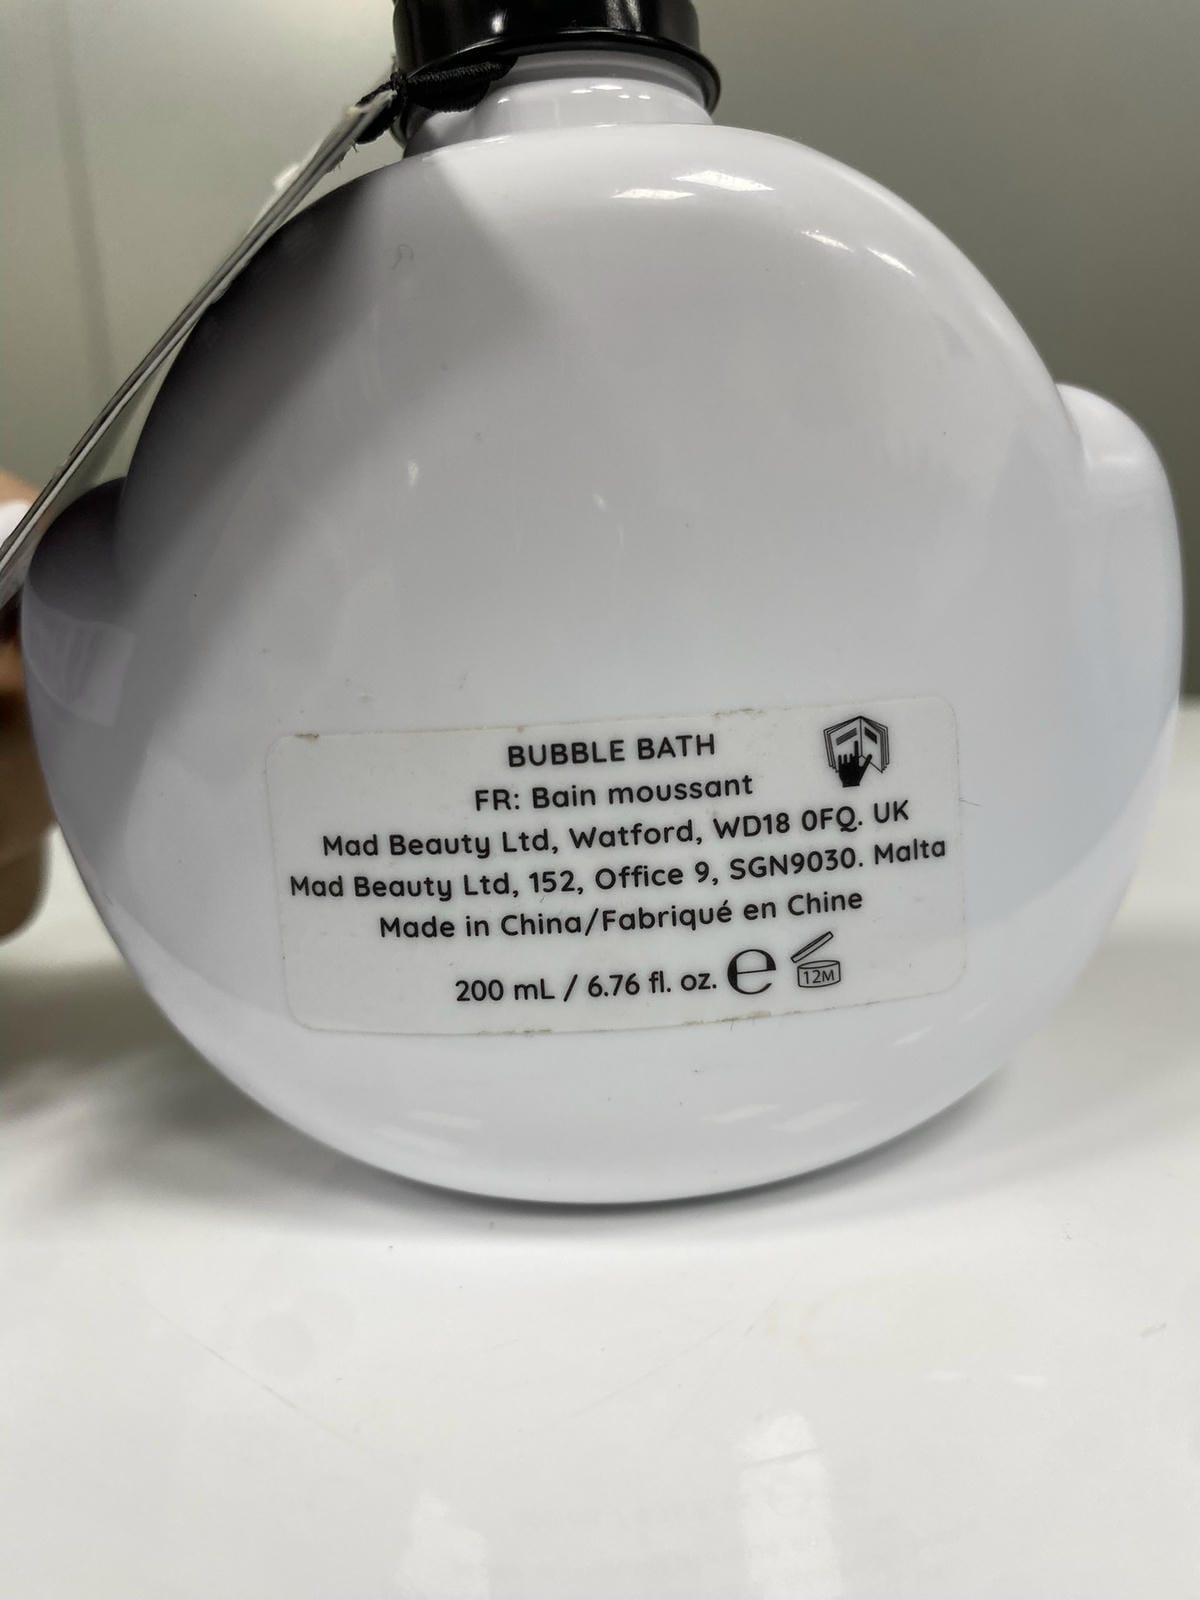 BUBBLE BATH
FR: Bain moussant
Mad Beauty Ltd, Watford, WD18 0FQ. UK
Mad Beauty Ltd, 152, Office 9, SGN9030. Malta
Made in China/Fabriqué en Chine
200 mL / 6.76 fl. oz. e 12M